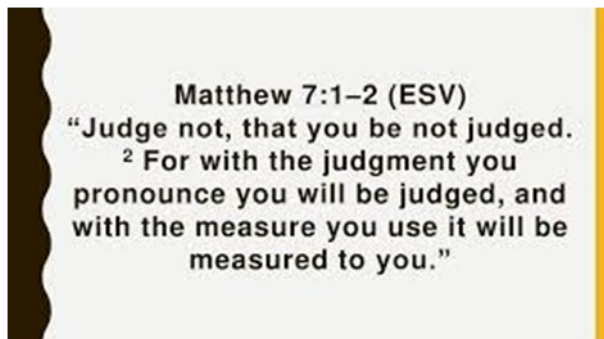 Matthew 7:1–2 (ESV)
“Judge not, that you be not judged.
² For with the judgment you
pronounce you will be judged, and
with the measure you use it will be
measured to you.”